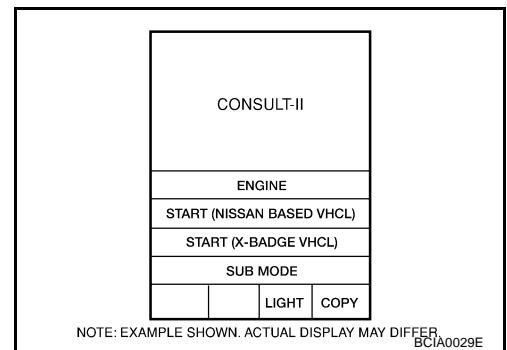 CONSULT-II
ENGINE
START (NISSAN BASED VHCL)
START (X-BADGE VHCL)
SUB MODE
LIGHT COPY
NOTE: EXAMPLE SHOWN. ACTUAL DISPLAY MAY DIFFER.
BCIA0029E